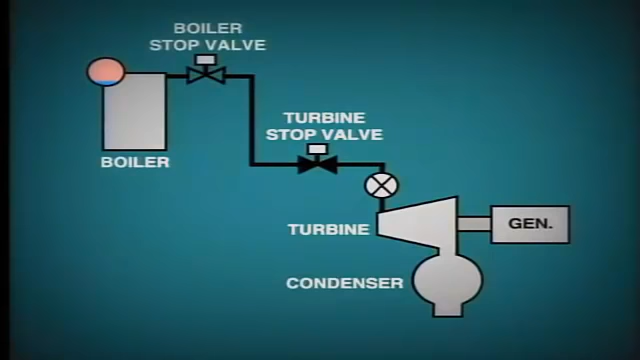 BOILER
STOP VALVE
TURBINE
STOP VALVE
BOILER
TURBINE
GEN.
CONDENSER